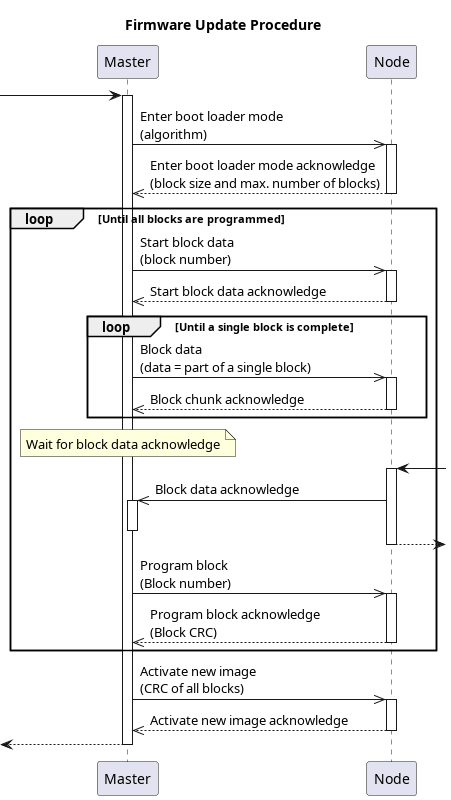 Firmware Update Procedure
Master
Node
Enter boot loader mode
(algorithm)
Enter boot loader mode acknowledge
(block size and max. number of blocks)
loop
[Until all blocks are programmed]
Start block data
(block number)
Start block data acknowledge
loop
[Until a single block is complete]
Block data
(data = part of a single block)
Block chunk acknowledge
Wait for block data acknowledge
Block data acknowledge
Program block
(Block number)
Program block acknowledge
(Block CRC)
Activate new image
(CRC of all blocks)
Activate new image acknowledge
Master
Node